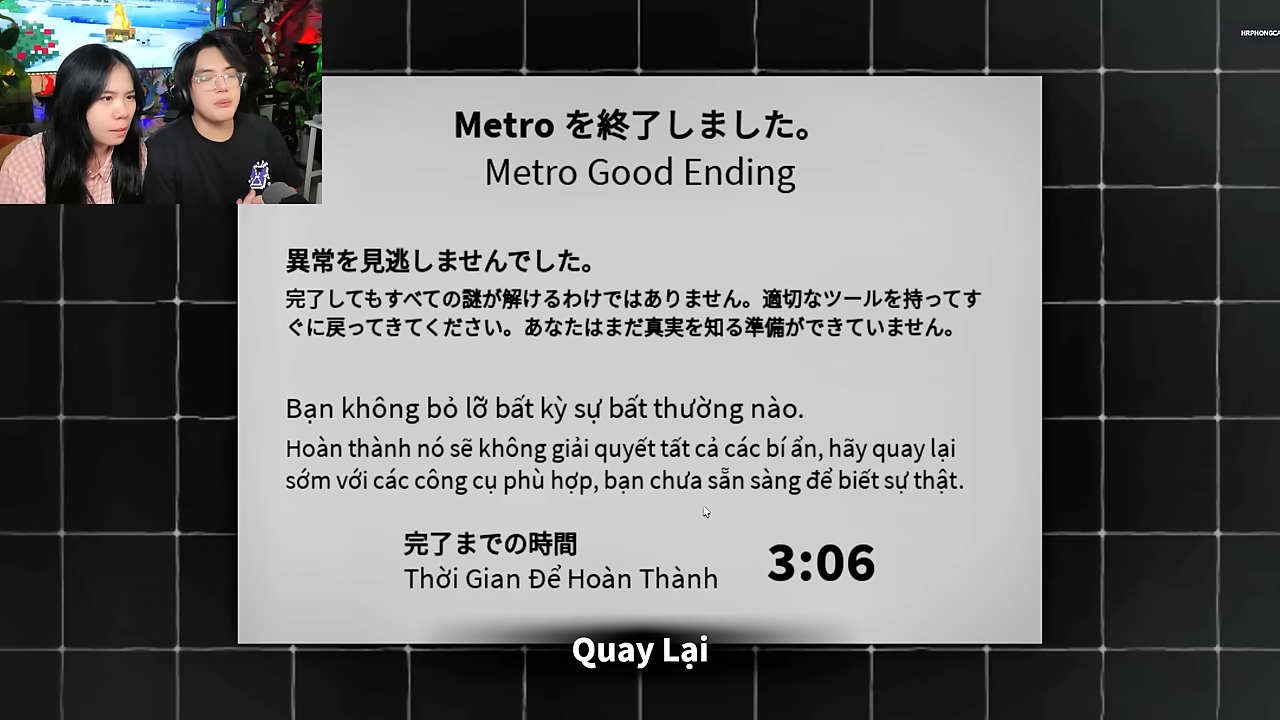 HRPHONGCA
Metro を終了しました。
Metro Good Ending
異常を見逃しませんでした。
完了してもすべての謎が解けるわけではありません。適切なツールを持ってす
ぐに戻ってきてください。あなたはまだ真実を知る準備ができていません。
Bạn không bỏ lỡ bất kỳ sự bất thường nào.
Hoàn thành nó sẽ không giải quyết tất cả các bí ẩn, hãy quay lại
sớm với các công cụ phù hợp, bạn chưa sẵn sàng để biết sự thật.
完了までの時間
Thời Gian Để Hoàn Thành
3:06
Quay Lại